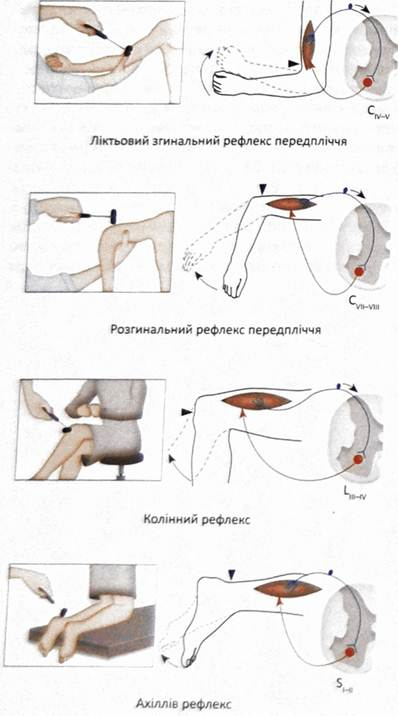 C IV–V
Ліктьовий згинальний рефлекс передпліччя
C VII–VIII
Розгинальний рефлекс передпліччя
L III–IV
Колінний рефлекс
S I–II
Ахіллів рефлекс